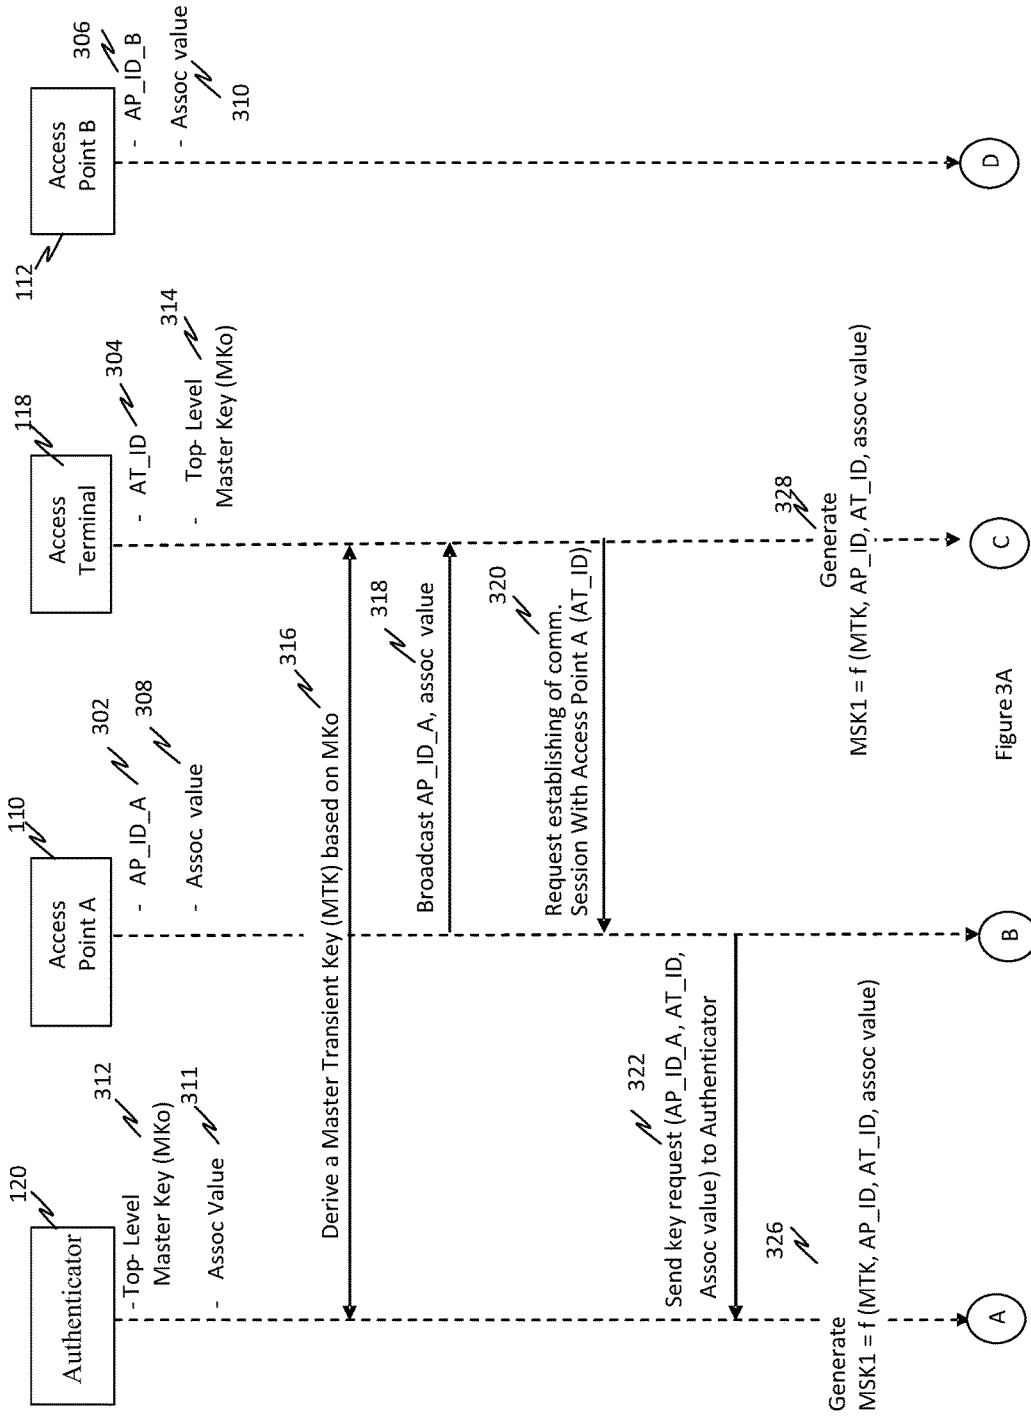 120
Authenticator
- Top- Level
Master Key (MKo)
312
- Assoc Value
311
110
Access
Point A
- AP_ID_A
302
- Assoc value
308
118
Access
Terminal
- AT_ID
304
- Top- Level
Master Key (MKo)
314
112
Access
Point B
- AP_ID_B
306
- Assoc value
310
Derive a Master Transient Key (MTK) based on MKo
316
Broadcast AP_ID_A, assoc value
318
Request establishing of comm.
Session With Access Point A (AT_ID)
320
Send key request (AP_ID_A, AT_ID,
Assoc value) to Authenticator
322
326
Generate
MSK1 = f (MTK, AP_ID, AT_ID, assoc value)
328
Generate
MSK1 = f (MTK, AP_ID, AT_ID, assoc value)
A
B
C
D
Figure 3A